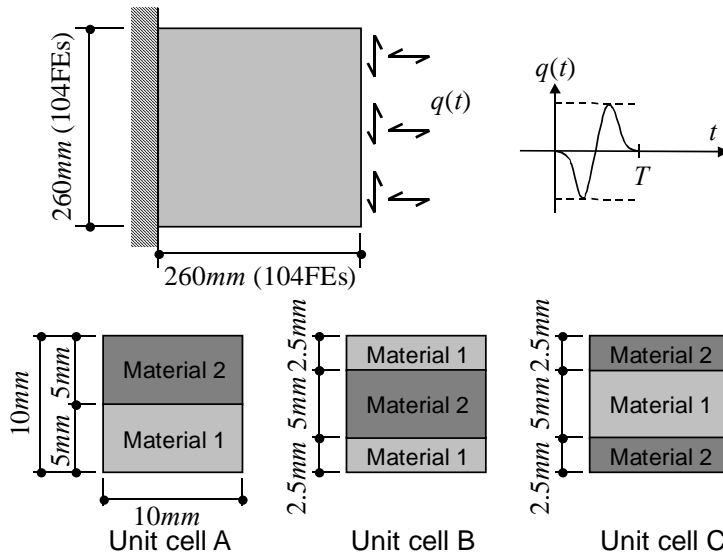 260mm (104FEs)
q(t)
260mm (104FEs)
q(t)
t
T
10mm
5mm
5mm
Material 2
Material 1
10mm
Unit cell A
2.5mm
5mm
2.5mm
Material 1
Material 2
Material 1
Unit cell B
2.5mm
5mm
2.5mm
Material 2
Material 1
Material 2
Unit cell C